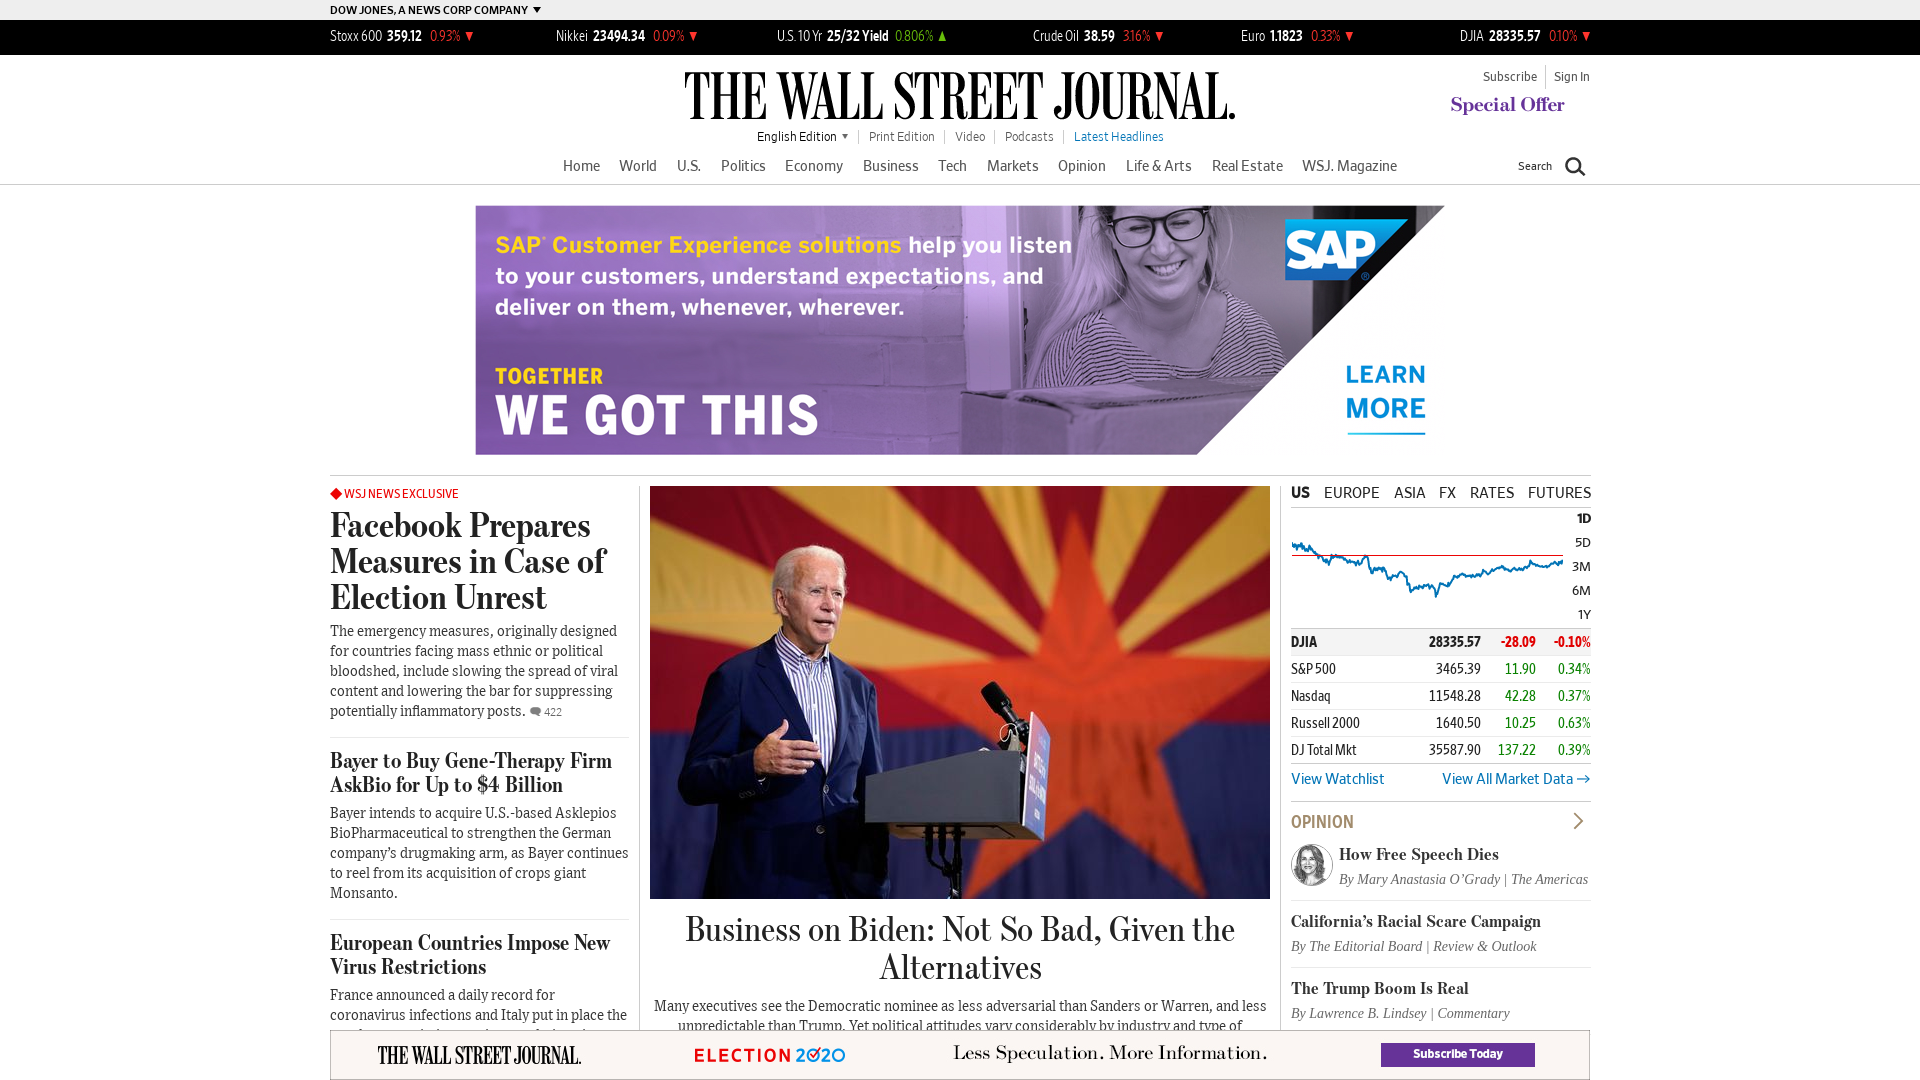 DOW JONES, A NEWS CORP COMPANY
Stoxx 600 359.12 0.93%
Nikkei 23494.34 0.09%
U.S. 10 Yr 25/32 Yield 0.806%
Crude Oil 38.59 3.16%
Euro 1.1823 0.33%
DJIA 28335.57 0.10%
THE WALL STREET JOURNAL.
Subscribe
Sign In
Special Offer
English Edition
Print Edition
Video
Podcasts
Latest Headlines
Home World U.S. Politics Economy Business Tech Markets Opinion Life & Arts Real Estate WSJ. Magazine
Search
SAP® Customer Experience solutions help you listen
to your customers, understand expectations, and
deliver on them, whenever, wherever.
TOGETHER
WE GOT THIS
SAP®
LEARN
MORE
WSJ NEWS EXCLUSIVE
Facebook Prepares
Measures in Case of
Election Unrest
The emergency measures, originally designed
for countries facing mass ethnic or political
bloodshed, include slowing the spread of viral
content and lowering the bar for suppressing
potentially inflammatory posts. 422
Bayer to Buy Gene-Therapy Firm
AskBio for Up to $4 Billion
Bayer intends to acquire U.S.-based Asklepios
BioPharmaceutical to strengthen the German
company’s drugmaking arm, as Bayer continues
to reel from its acquisition of crops giant
Monsanto.
European Countries Impose New
Virus Restrictions
France announced a daily record for
coronavirus infections and Italy put in place the
Business on Biden: Not So Bad, Given the
Alternatives
Many executives see the Democratic nominee as less adversarial than Sanders or Warren, and less
unpredictable than Trump. Yet political attitudes vary considerably by industry and type of
US EUROPE ASIA FX RATES FUTURES
1D
5D
3M
6M
1Y
DJIA 28335.57 -28.09 -0.10%
S&P 500 3465.39 11.90 0.34%
Nasdaq 11548.28 42.28 0.37%
Russell 2000 1640.50 10.25 0.63%
DJ Total Mkt 35587.90 137.22 0.39%
View Watchlist
View All Market Data
OPINION
How Free Speech Dies
By Mary Anastasia O’Grady | The Americas
California’s Racial Scare Campaign
By The Editorial Board | Review & Outlook
The Trump Boom Is Real
By Lawrence B. Lindsey | Commentary
THE WALL STREET JOURNAL.
ELECTION 2020
Less Speculation. More Information.
Subscribe Today